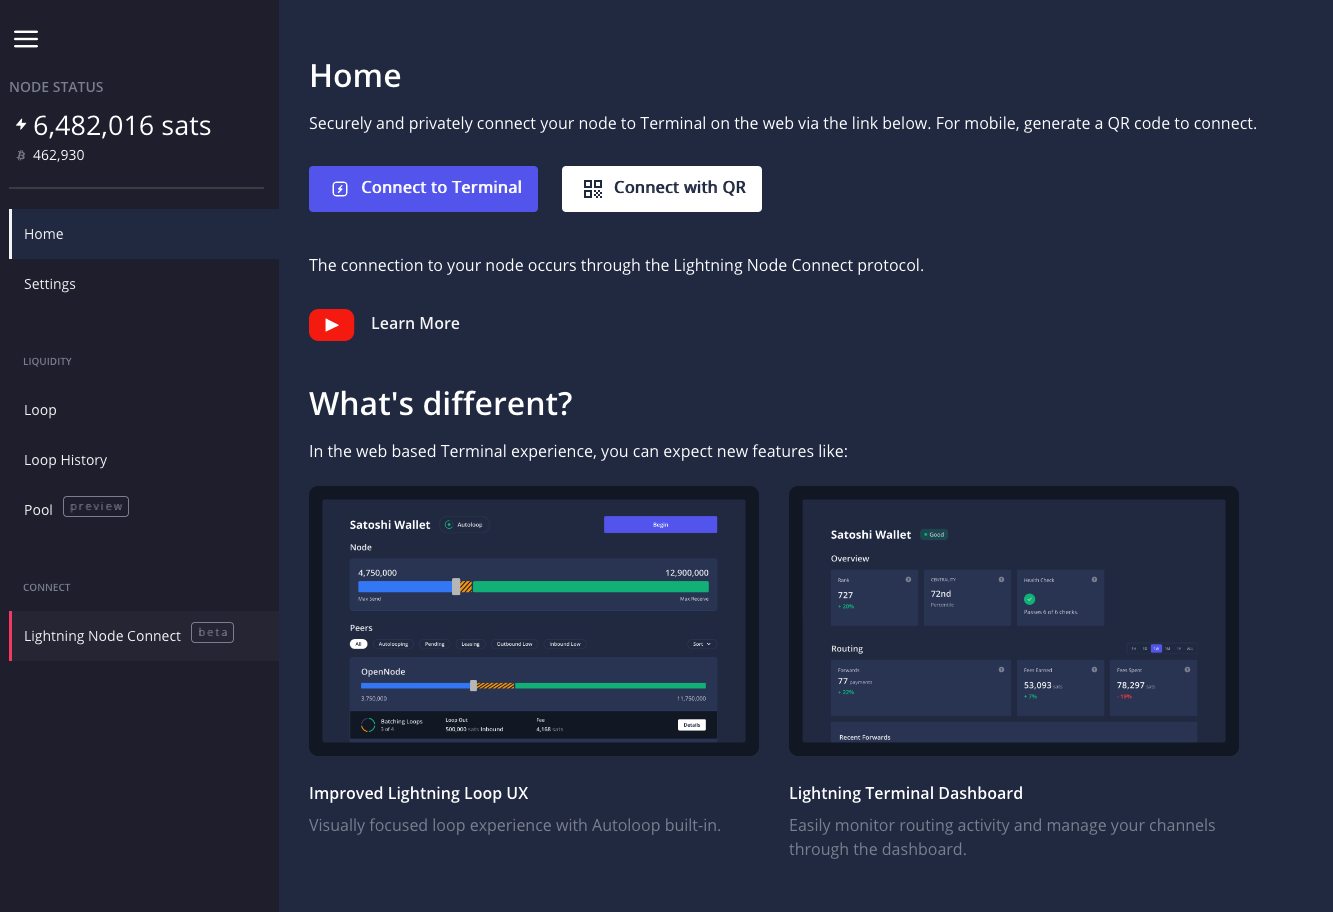 NODE STATUS
6,482,016 sats
462,930
Home
Settings
LIQUIDITY
Loop
Loop History
Pool preview
CONNECT
Lightning Node Connect beta
Home
Securely and privately connect your node to Terminal on the web via the link below. For mobile, generate a QR code to connect.
Connect to Terminal
Connect with QR
The connection to your node occurs through the Lightning Node Connect protocol.
Learn More
What's different?
In the web based Terminal experience, you can expect new features like:
Satoshi Wallet Autoloop Begin
Node
4,750,000 12,900,000
Max Send Max Receive
Peers
All Autolooping Pending Leasing Outbound Low Inbound Low Sort
OpenNode
3,750,000 11,750,000
Batching Loops Loop Out Fee Details
3 of 4 500,000 sats Inbound 4,168 sats
Improved Lightning Loop UX
Visually focused loop experience with Autoloop built-in.
Satoshi Wallet Good
Overview
Rank CENTRALITY Health Check
727 72nd
+ 20% Percentile
Passes 6 of 6 checks.
Routing
Forwards Fees Earned Fees Spent
77 payments 53,093 sats 78,297 sats
+ 22% + 7% - 19%
Recent Forwards
Lightning Terminal Dashboard
Easily monitor routing activity and manage your channels
through the dashboard.